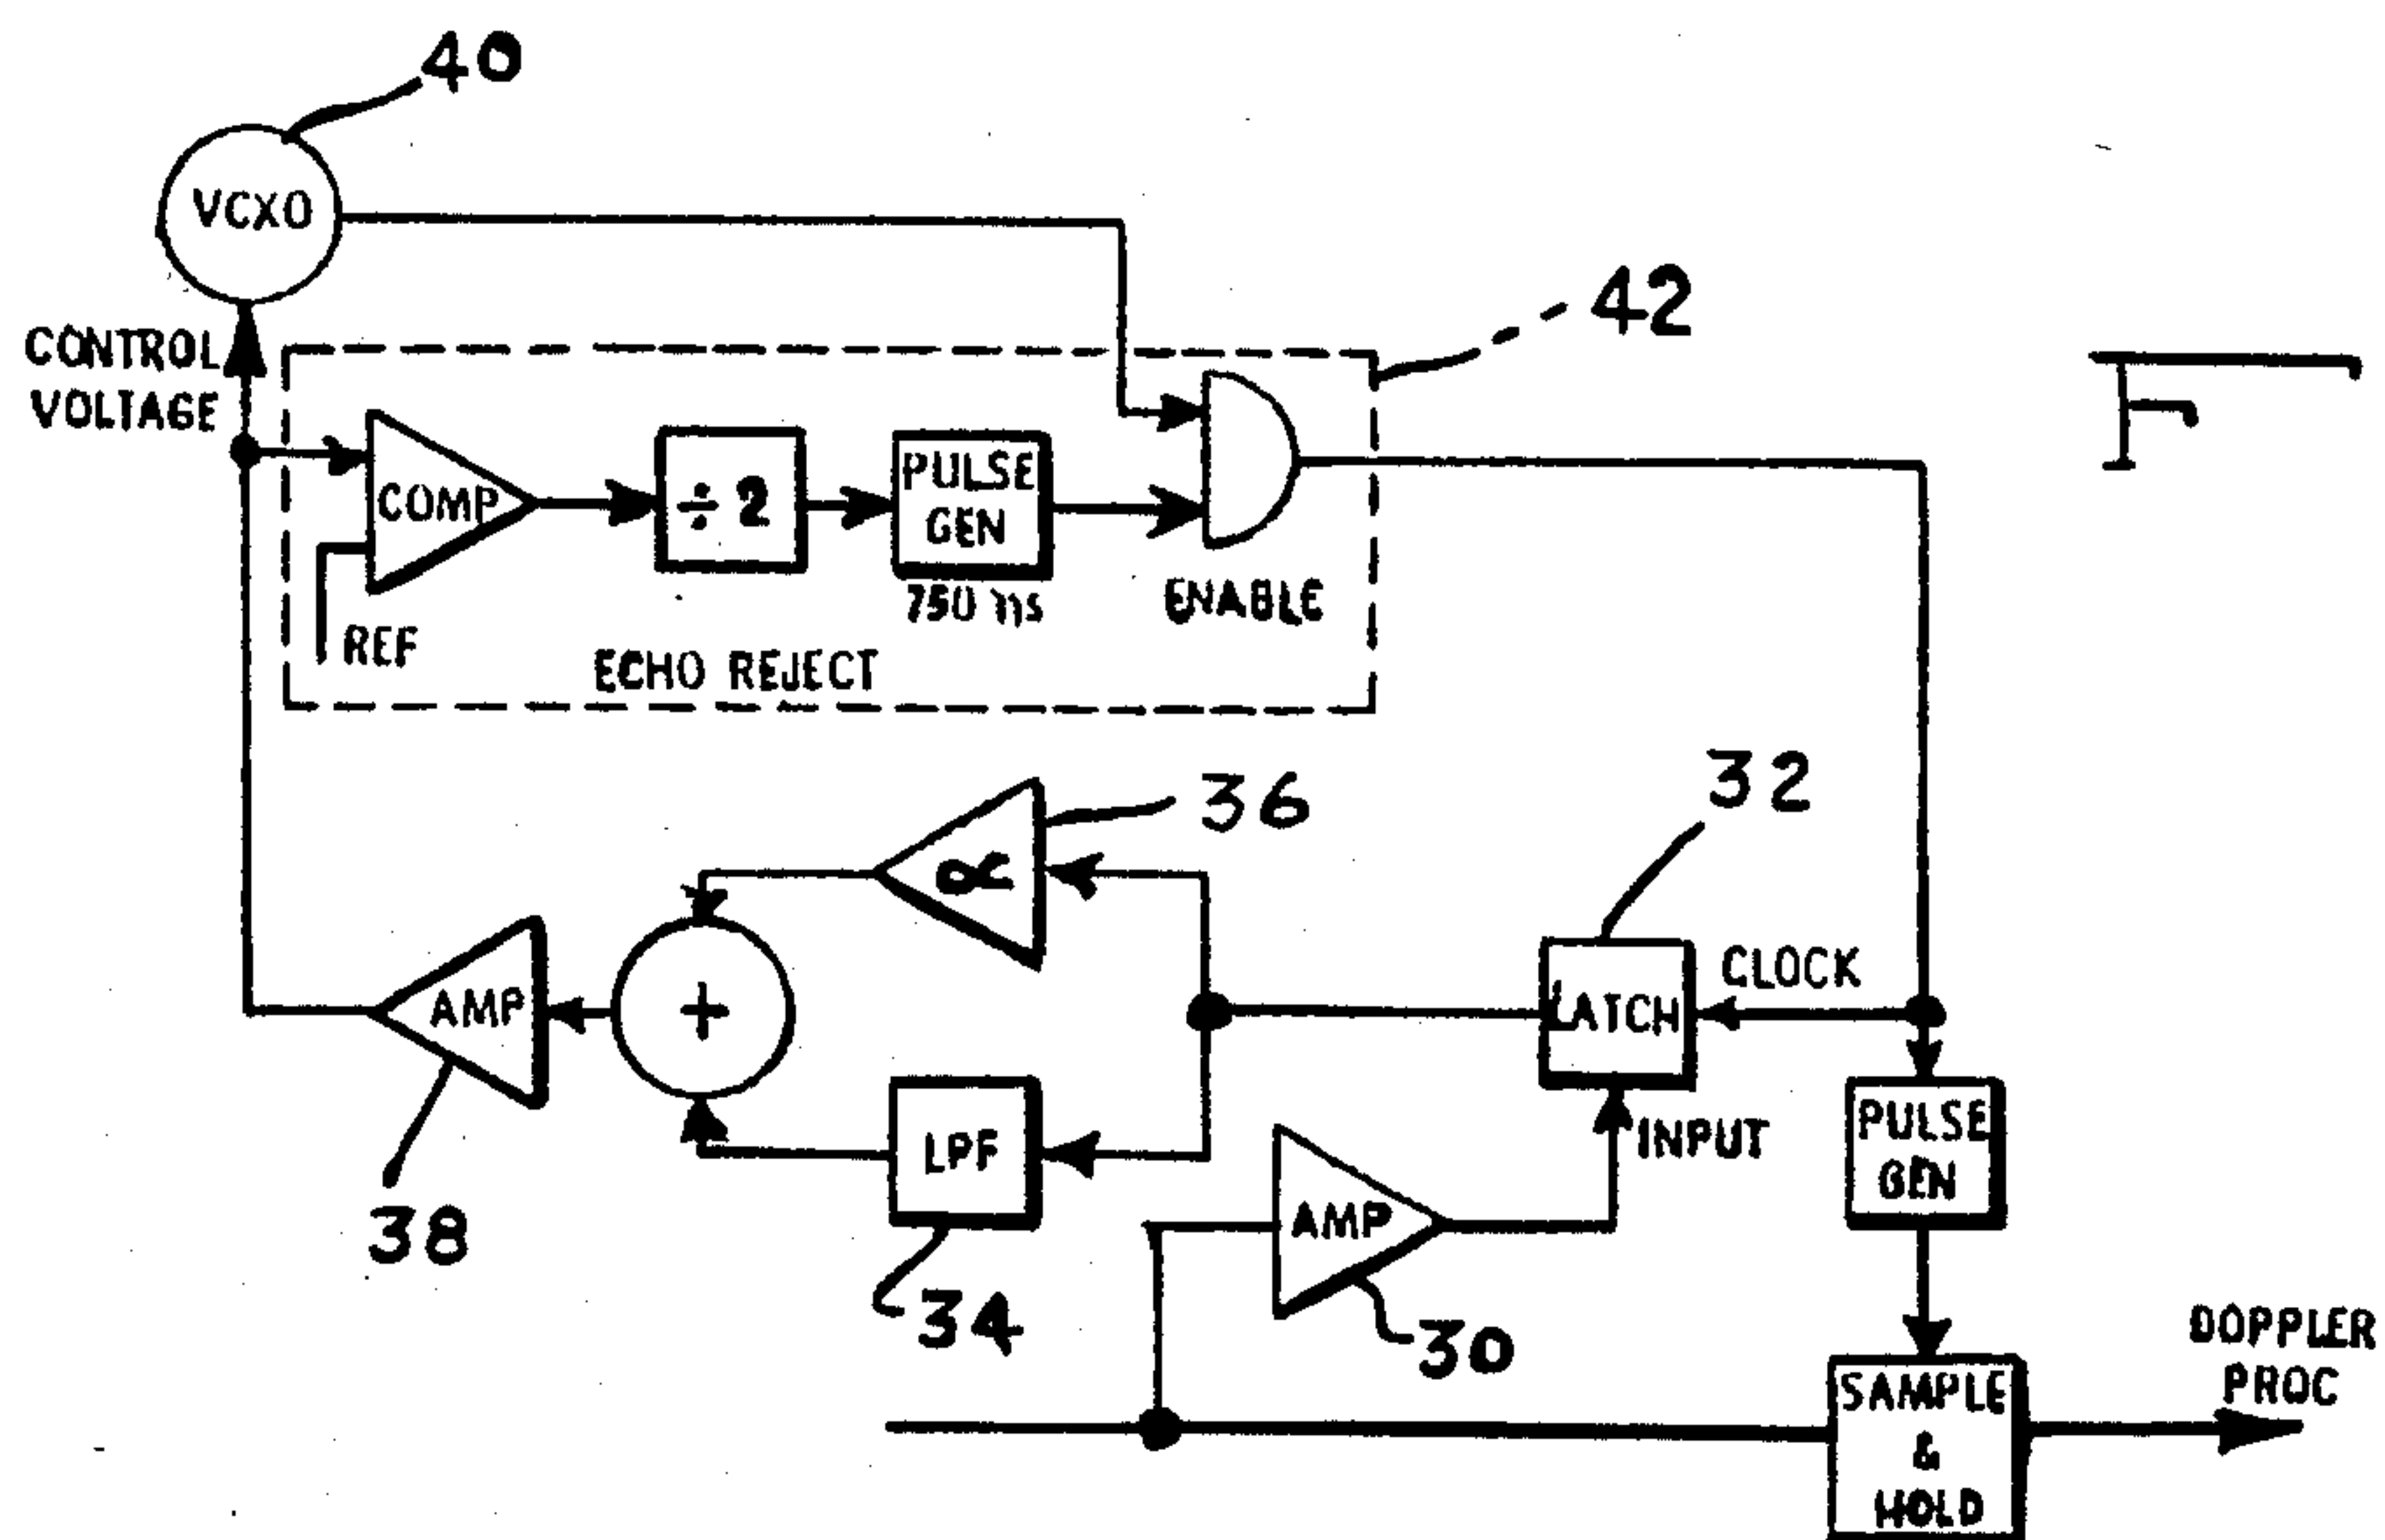 40
VCXO
42
CONTROL
VOLTAGE
COMP
÷ 2
PULSE
GEN
750 ns
ENABLE
REF
ECHO REJECT
F
36
32
α
LATCH
CLOCK
AMP
+
38
LPF
34
AMP
30
INPUT
PULSE
GEN
SAMPLE
&
HOLD
DOPPLER
PROC